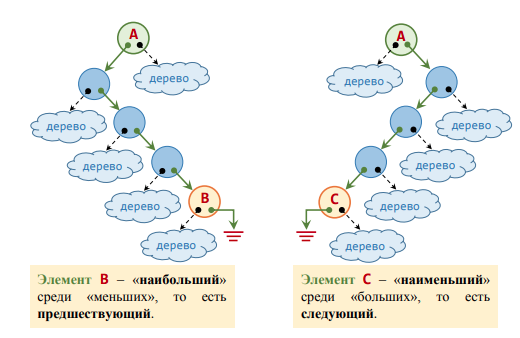 A
A
дерево
дерево
дерево
дерево
дерево
дерево
дерево
дерево
B
C
дерево
дерево
Элемент B – «наибольший»
среди «меньших», то есть
предшествующий.
Элемент C – «наименьший»
среди «больших», то есть
следующий.